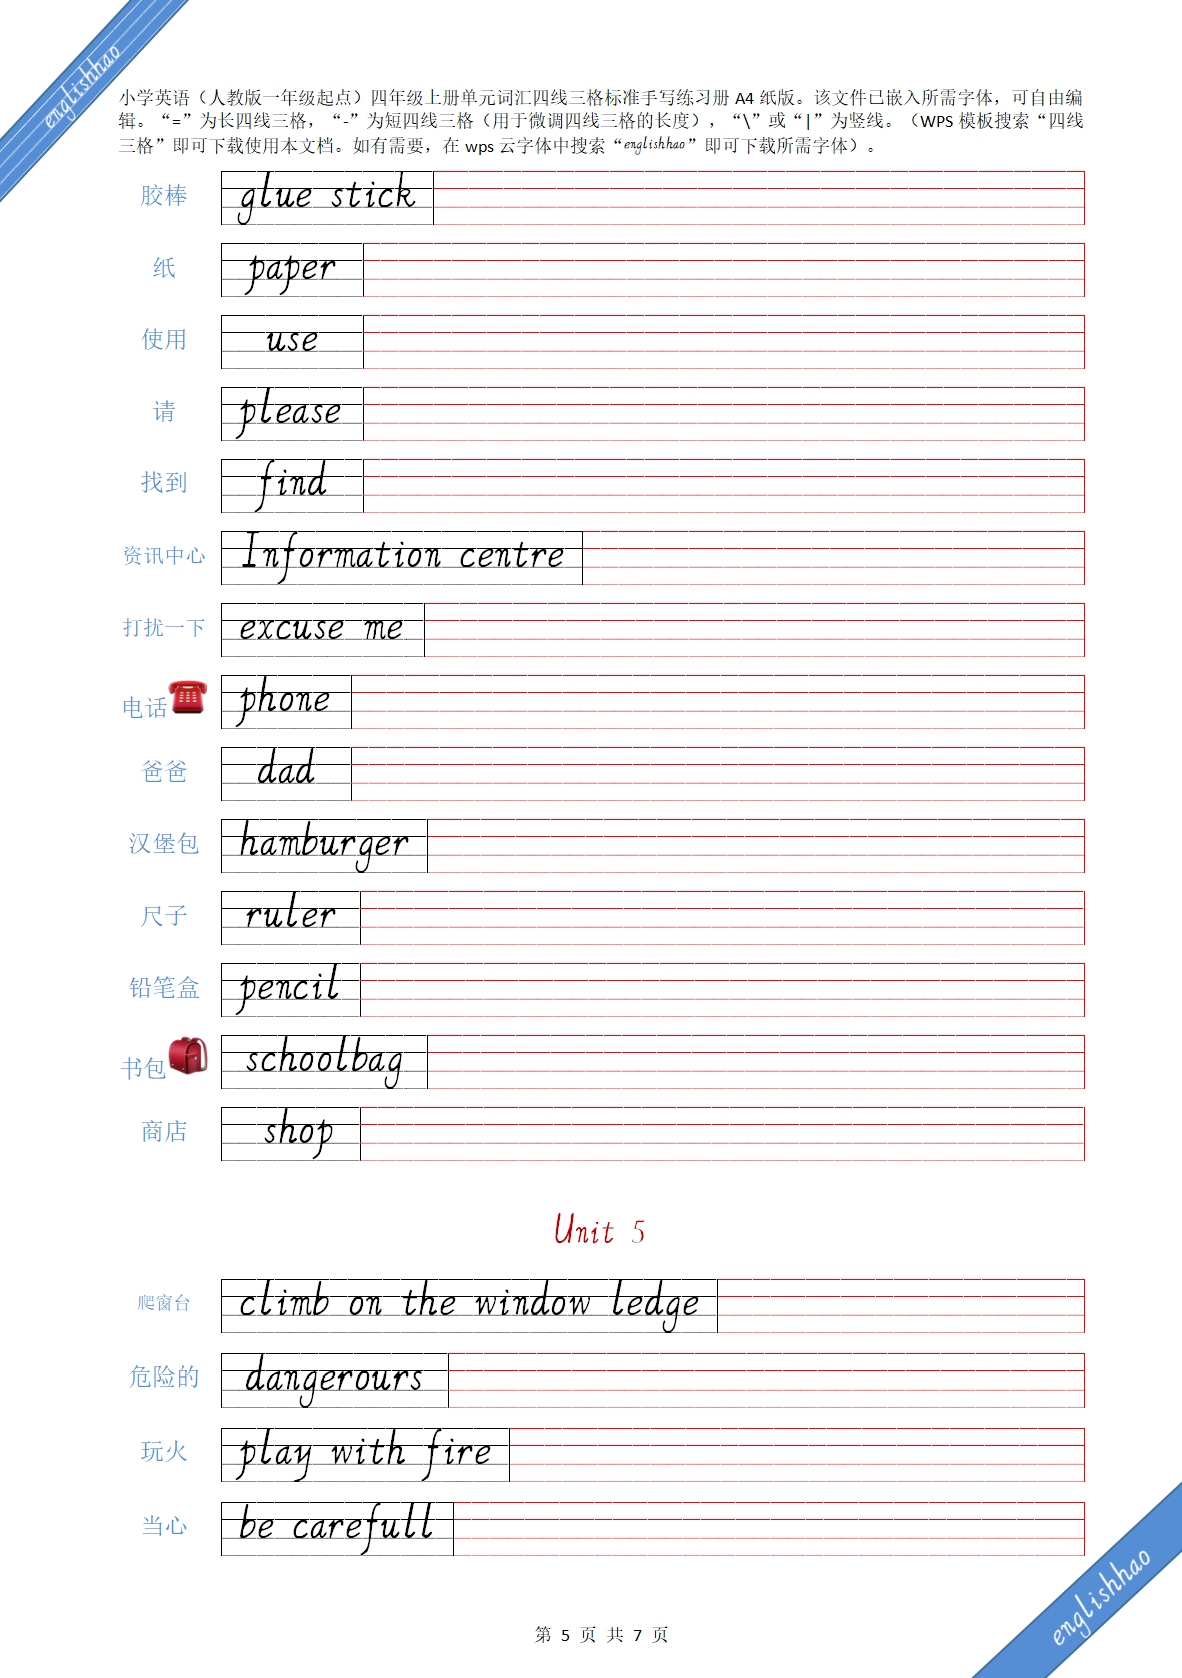 englishhao
小学英语（人教版一年级起点）四年级上册单元词汇四线三格标准手写练习册 A4 纸版。该文件已嵌入所需字体，可自由编
辑。“=”为长四线三格，“-”为短四线三格（用于微调四线三格的长度），“\”或“|”为竖线。（WPS 模板搜索“四线
三格”即可下载使用本文档。如有需要，在 wps 云字体中搜索“englishhao”即可下载所需字体）。
胶棒 glue stick
纸 paper
使用 use
请 please
找到 find
资讯中心 Information centre
打扰一下 excuse me
电话 phone
爸爸 dad
汉堡包 hamburger
尺子 ruler
铅笔盒 pencil
书包 schoolbag
商店 shop
Unit 5
爬窗台 climb on the window ledge
危险的 dangerours
玩火 play with fire
当心 be carefull
englishhao
第 5 页 共 7 页